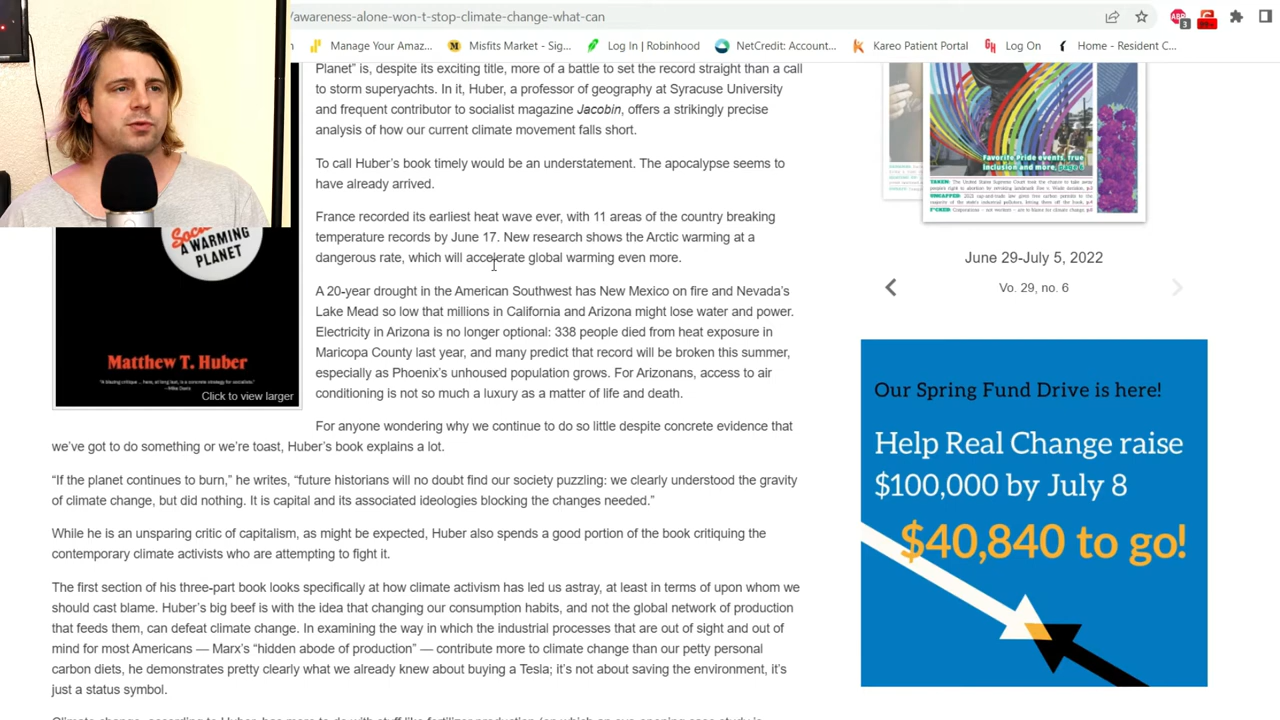 /awareness-alone-won-t-stop-climate-change-what-can
Manage Your Amaz...
Misfits Market - Sig...
Log In | Robinhood
NetCredit: Account...
Kareo Patient Portal
Log On
Home - Resident C...
Planet” is, despite its exciting title, more of a battle to set the record straight than a call
to storm superyachts. In it, Huber, a professor of geography at Syracuse University
and frequent contributor to socialist magazine Jacobin, offers a strikingly precise
analysis of how our current climate movement falls short.
To call Huber’s book timely would be an understatement. The apocalypse seems to
have already arrived.
France recorded its earliest heat wave ever, with 11 areas of the country breaking
temperature records by June 17. New research shows the Arctic warming at a
dangerous rate, which will accelerate global warming even more.
A 20-year drought in the American Southwest has New Mexico on fire and Nevada’s
Lake Mead so low that millions in California and Arizona might lose water and power.
Electricity in Arizona is no longer optional: 338 people died from heat exposure in
Maricopa County last year, and many predict that record will be broken this summer,
especially as Phoenix’s unhoused population grows. For Arizonans, access to air
conditioning is not so much a luxury as a matter of life and death.
For anyone wondering why we continue to do so little despite concrete evidence that
we’ve got to do something or we’re toast, Huber’s book explains a lot.
“If the planet continues to burn,” he writes, “future historians will no doubt find our society puzzling: we clearly understood the gravity
of climate change, but did nothing. It is capital and its associated ideologies blocking the changes needed.”
While he is an unsparing critic of capitalism, as might be expected, Huber also spends a good portion of the book critiquing the
contemporary climate activists who are attempting to fight it.
The first section of his three-part book looks specifically at how climate activism has led us astray, at least in terms of upon whom we
should cast blame. Huber’s big beef is with the idea that changing our consumption habits, and not the global network of production
that feeds them, can defeat climate change. In examining the way in which the industrial processes that are out of sight and out of
mind for most Americans — Marx’s “hidden abode of production” — contribute more to climate change than our petty personal
carbon diets, he demonstrates pretty clearly what we already knew about buying a Tesla; it’s not about saving the environment, it’s
just a status symbol.
A WARMING
PLANET
Matthew T. Huber
Click to view larger
Favorite Pride events, true
inclusion and more, page 6
June 29-July 5, 2022
Vo. 29, no. 6
Our Spring Fund Drive is here!
Help Real Change raise
$100,000 by July 8
$40,840 to go!